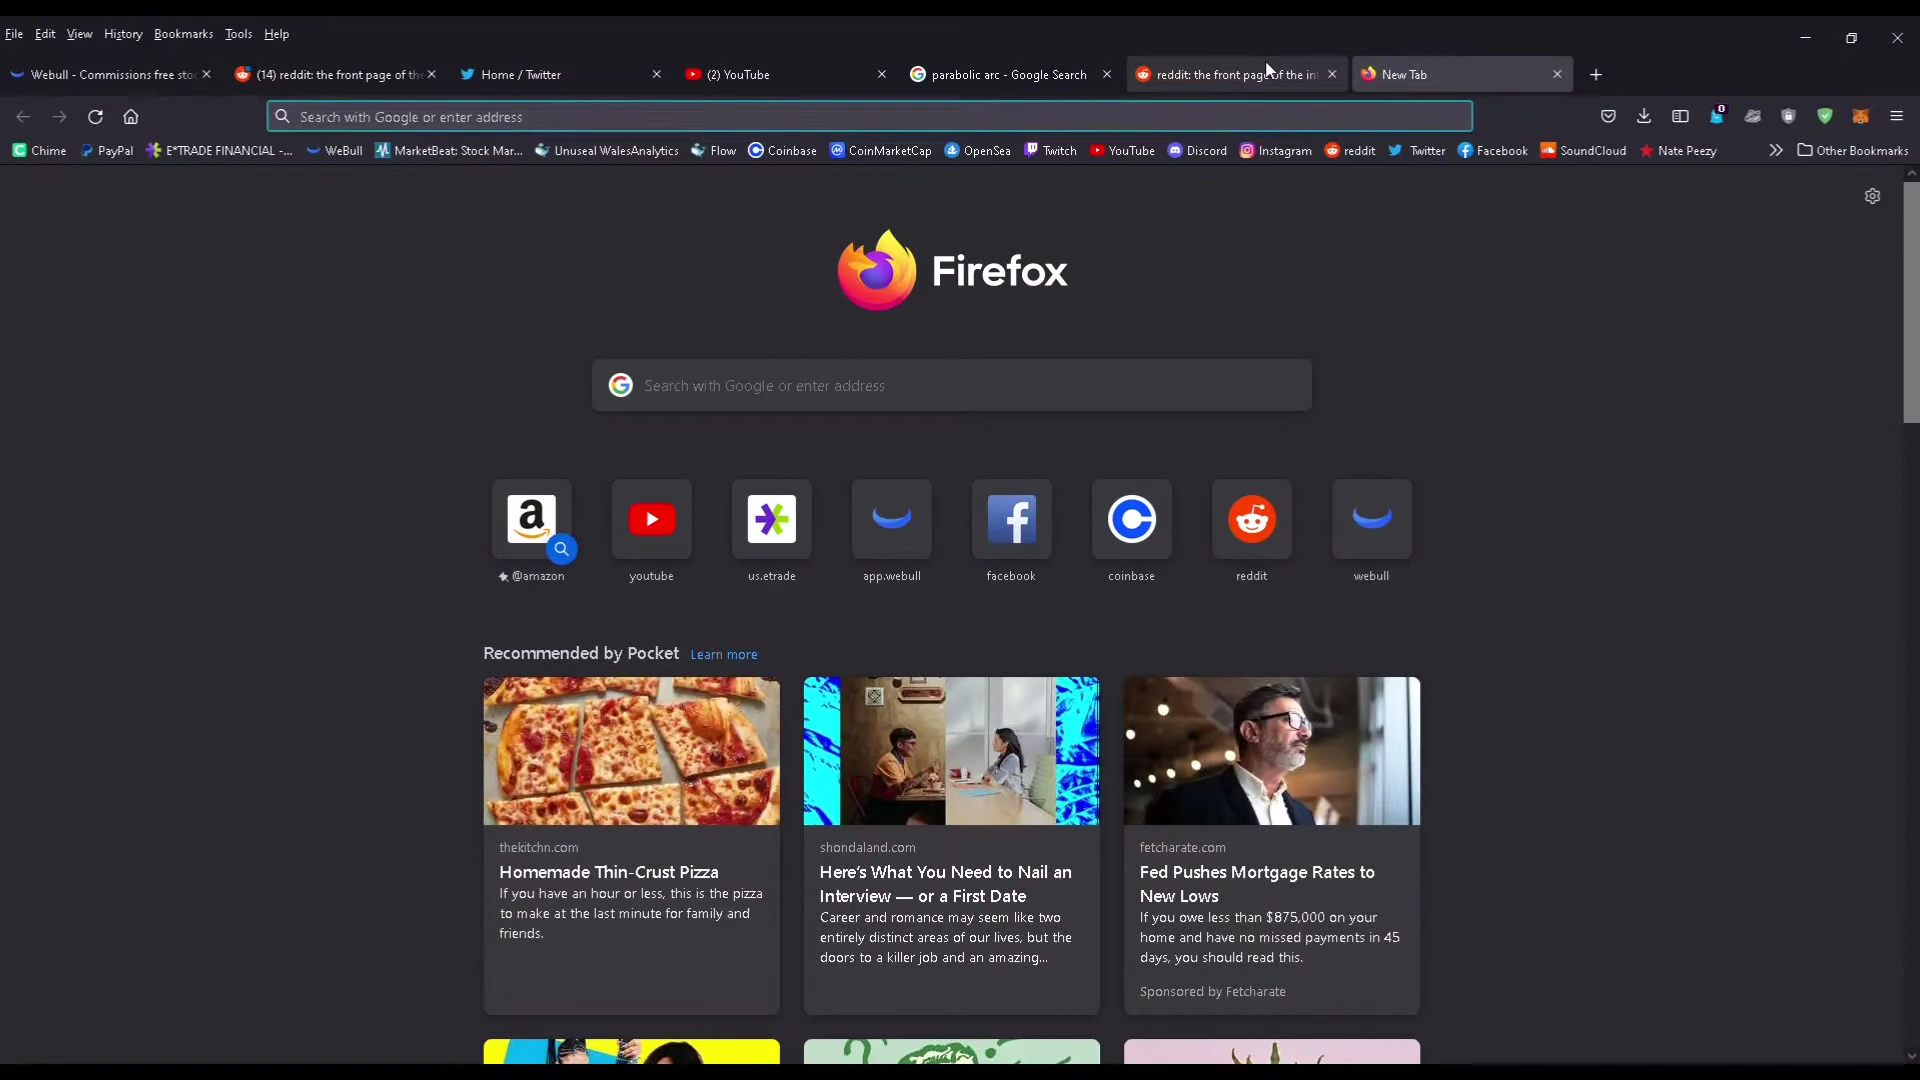 File Edit View History Bookmarks Tools Help
Webull - Commissions free sto
(14) reddit: the front page of the
Home / Twitter
(2) YouTube
parabolic arc - Google Search
reddit: the front page of the in
New Tab
Search with Google or enter address
0
Chime PayPal E*TRADE FINANCIAL -... WeBull MarketBeat: Stock Mar... Unuseal WalesAnalytics Flow Coinbase CoinMarketCap OpenSea Twitch YouTube Discord Instagram reddit Twitter Facebook SoundCloud Nate Peezy Other Bookmarks
Firefox
Search with Google or enter address
@amazon youtube us.etrade app.webull facebook coinbase reddit webull
Recommended by Pocket Learn more
thekitchn.com
Homemade Thin-Crust Pizza
If you have an hour or less, this is the pizza
to make at the last minute for family and
friends.
shondaland.com
Here’s What You Need to Nail an
Interview — or a First Date
Career and romance may seem like two
entirely distinct areas of our lives, but the
doors to a killer job and an amazing...
fetcharate.com
Fed Pushes Mortgage Rates to
New Lows
If you owe less than $875,000 on your
home and have no missed payments in 45
days, you should read this.
Sponsored by Fetcharate